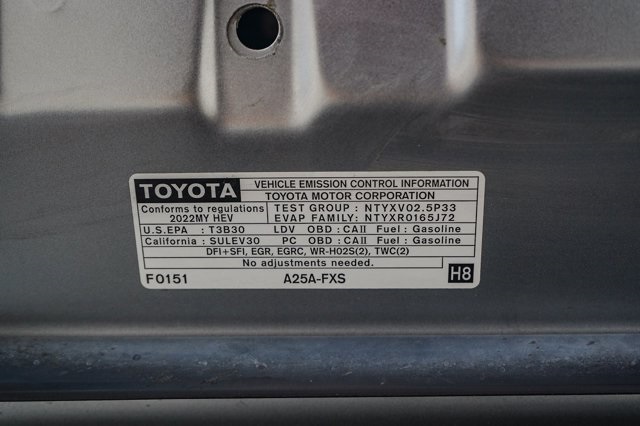 TOYOTA VEHICLE EMISSION CONTROL INFORMATION
TOYOTA MOTOR CORPORATION
Conforms to regulations TEST GROUP : NTYXV02.5P33
2022MY HEV EVAP FAMILY: NTYXR0165J72
U.S.EPA : T3B30 LDV OBD : CAII Fuel : Gasoline
California : SULEV30 PC OBD : CAII Fuel : Gasoline
DFI+SFI, EGR, EGRC, WR-HO2S(2), TWC(2)
No adjustments needed.
F0151 A25A-FXS H8